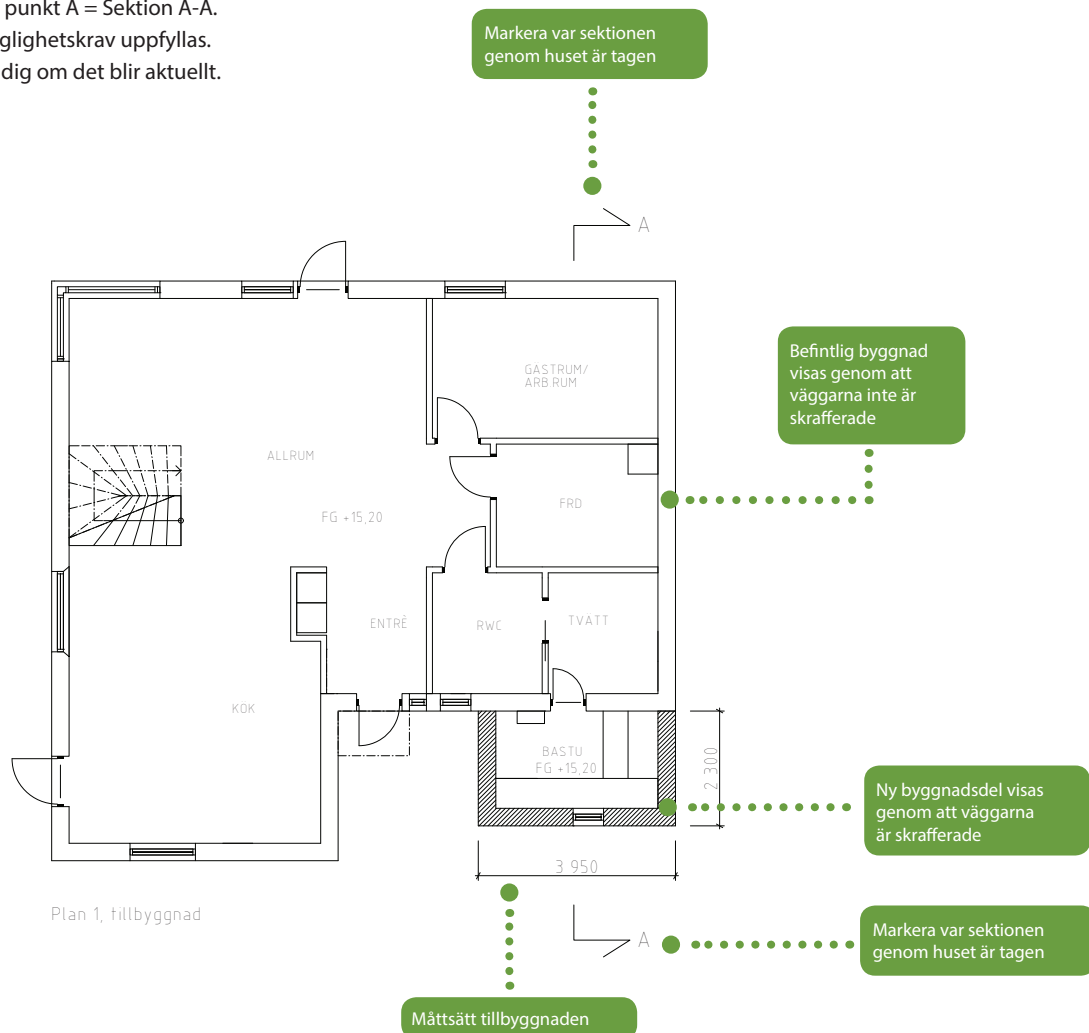 punkt A = Sektion A-A.
glighetskrav uppfyllas.
dig om det blir aktuellt.
Markera var sektionen
genom huset är tagen
A
Befintlig byggnad
visas genom att
väggarna inte är
skrafferade
GÄSTRUM/
ARB.RUM
ALLRUM
FRD
FG +15,20
ENTRÈ
RWC
TVÄTT
KÖK
BASTU
FG +15,20
2 300
Ny byggnadsdel visas
genom att väggarna
är skrafferade
3 950
Plan 1, tillbyggnad
A
Markera var sektionen
genom huset är tagen
Måttsätt tillbyggnaden